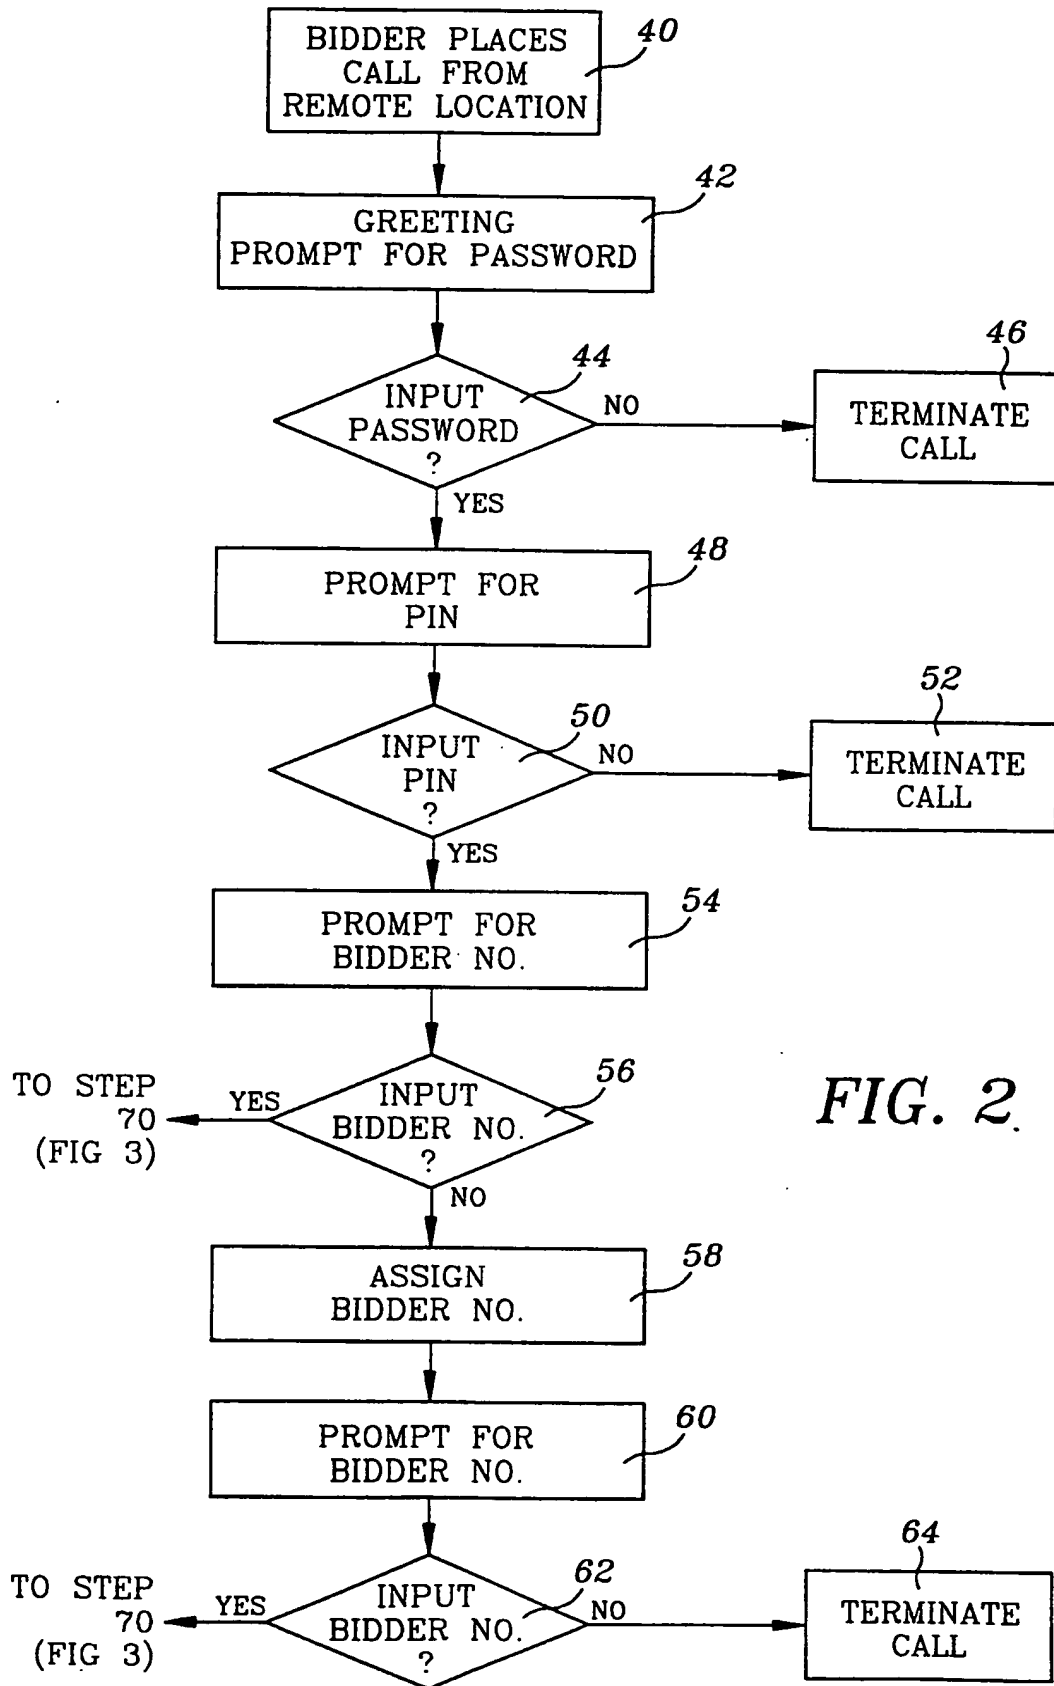 BIDDER PLACES
CALL FROM
REMOTE LOCATION
40
GREETING
PROMPT FOR PASSWORD
42
INPUT
PASSWORD
?
44
NO
TERMINATE
CALL
46
YES
PROMPT FOR
PIN
48
INPUT
PIN
?
50
NO
TERMINATE
CALL
52
YES
PROMPT FOR
BIDDER NO.
54
INPUT
BIDDER NO.
?
56
YES
TO STEP
70
(FIG 3)
FIG. 2
NO
ASSIGN
BIDDER NO.
58
PROMPT FOR
BIDDER NO.
60
INPUT
BIDDER NO.
?
62
YES
TO STEP
70
(FIG 3)
NO
TERMINATE
CALL
64